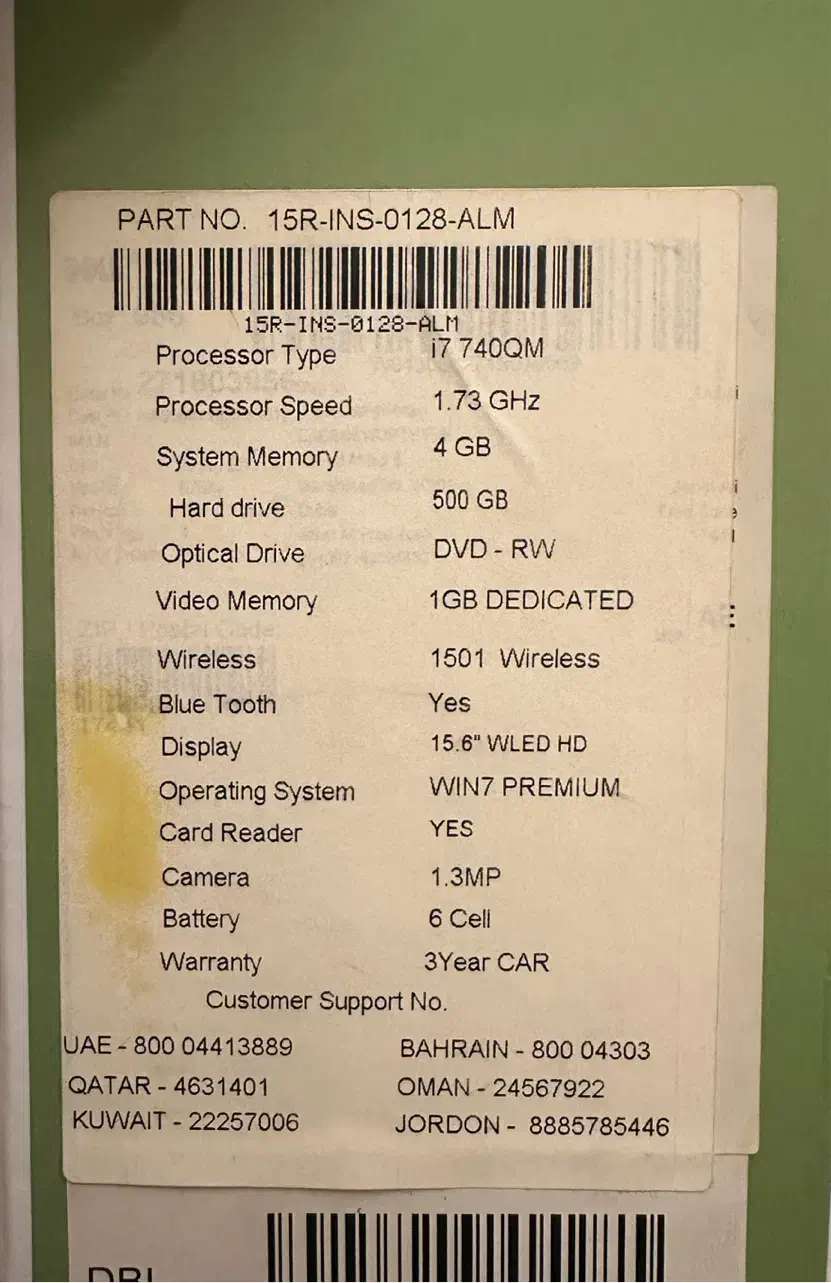 PART NO. 15R-INS-0128-ALM
15R-INS-0128-ALM
Processor Type i7 740QM
Processor Speed 1.73 GHz
System Memory 4 GB
Hard drive 500 GB
Optical Drive DVD - RW
Video Memory 1GB DEDICATED
Wireless 1501 Wireless
Blue Tooth Yes
Display 15.6" WLED HD
Operating System WIN7 PREMIUM
Card Reader YES
Camera 1.3MP
Battery 6 Cell
Warranty 3Year CAR
Customer Support No.
UAE - 800 04413889 BAHRAIN - 800 04303
QATAR - 4631401 OMAN - 24567922
KUWAIT - 22257006 JORDON - 8885785446